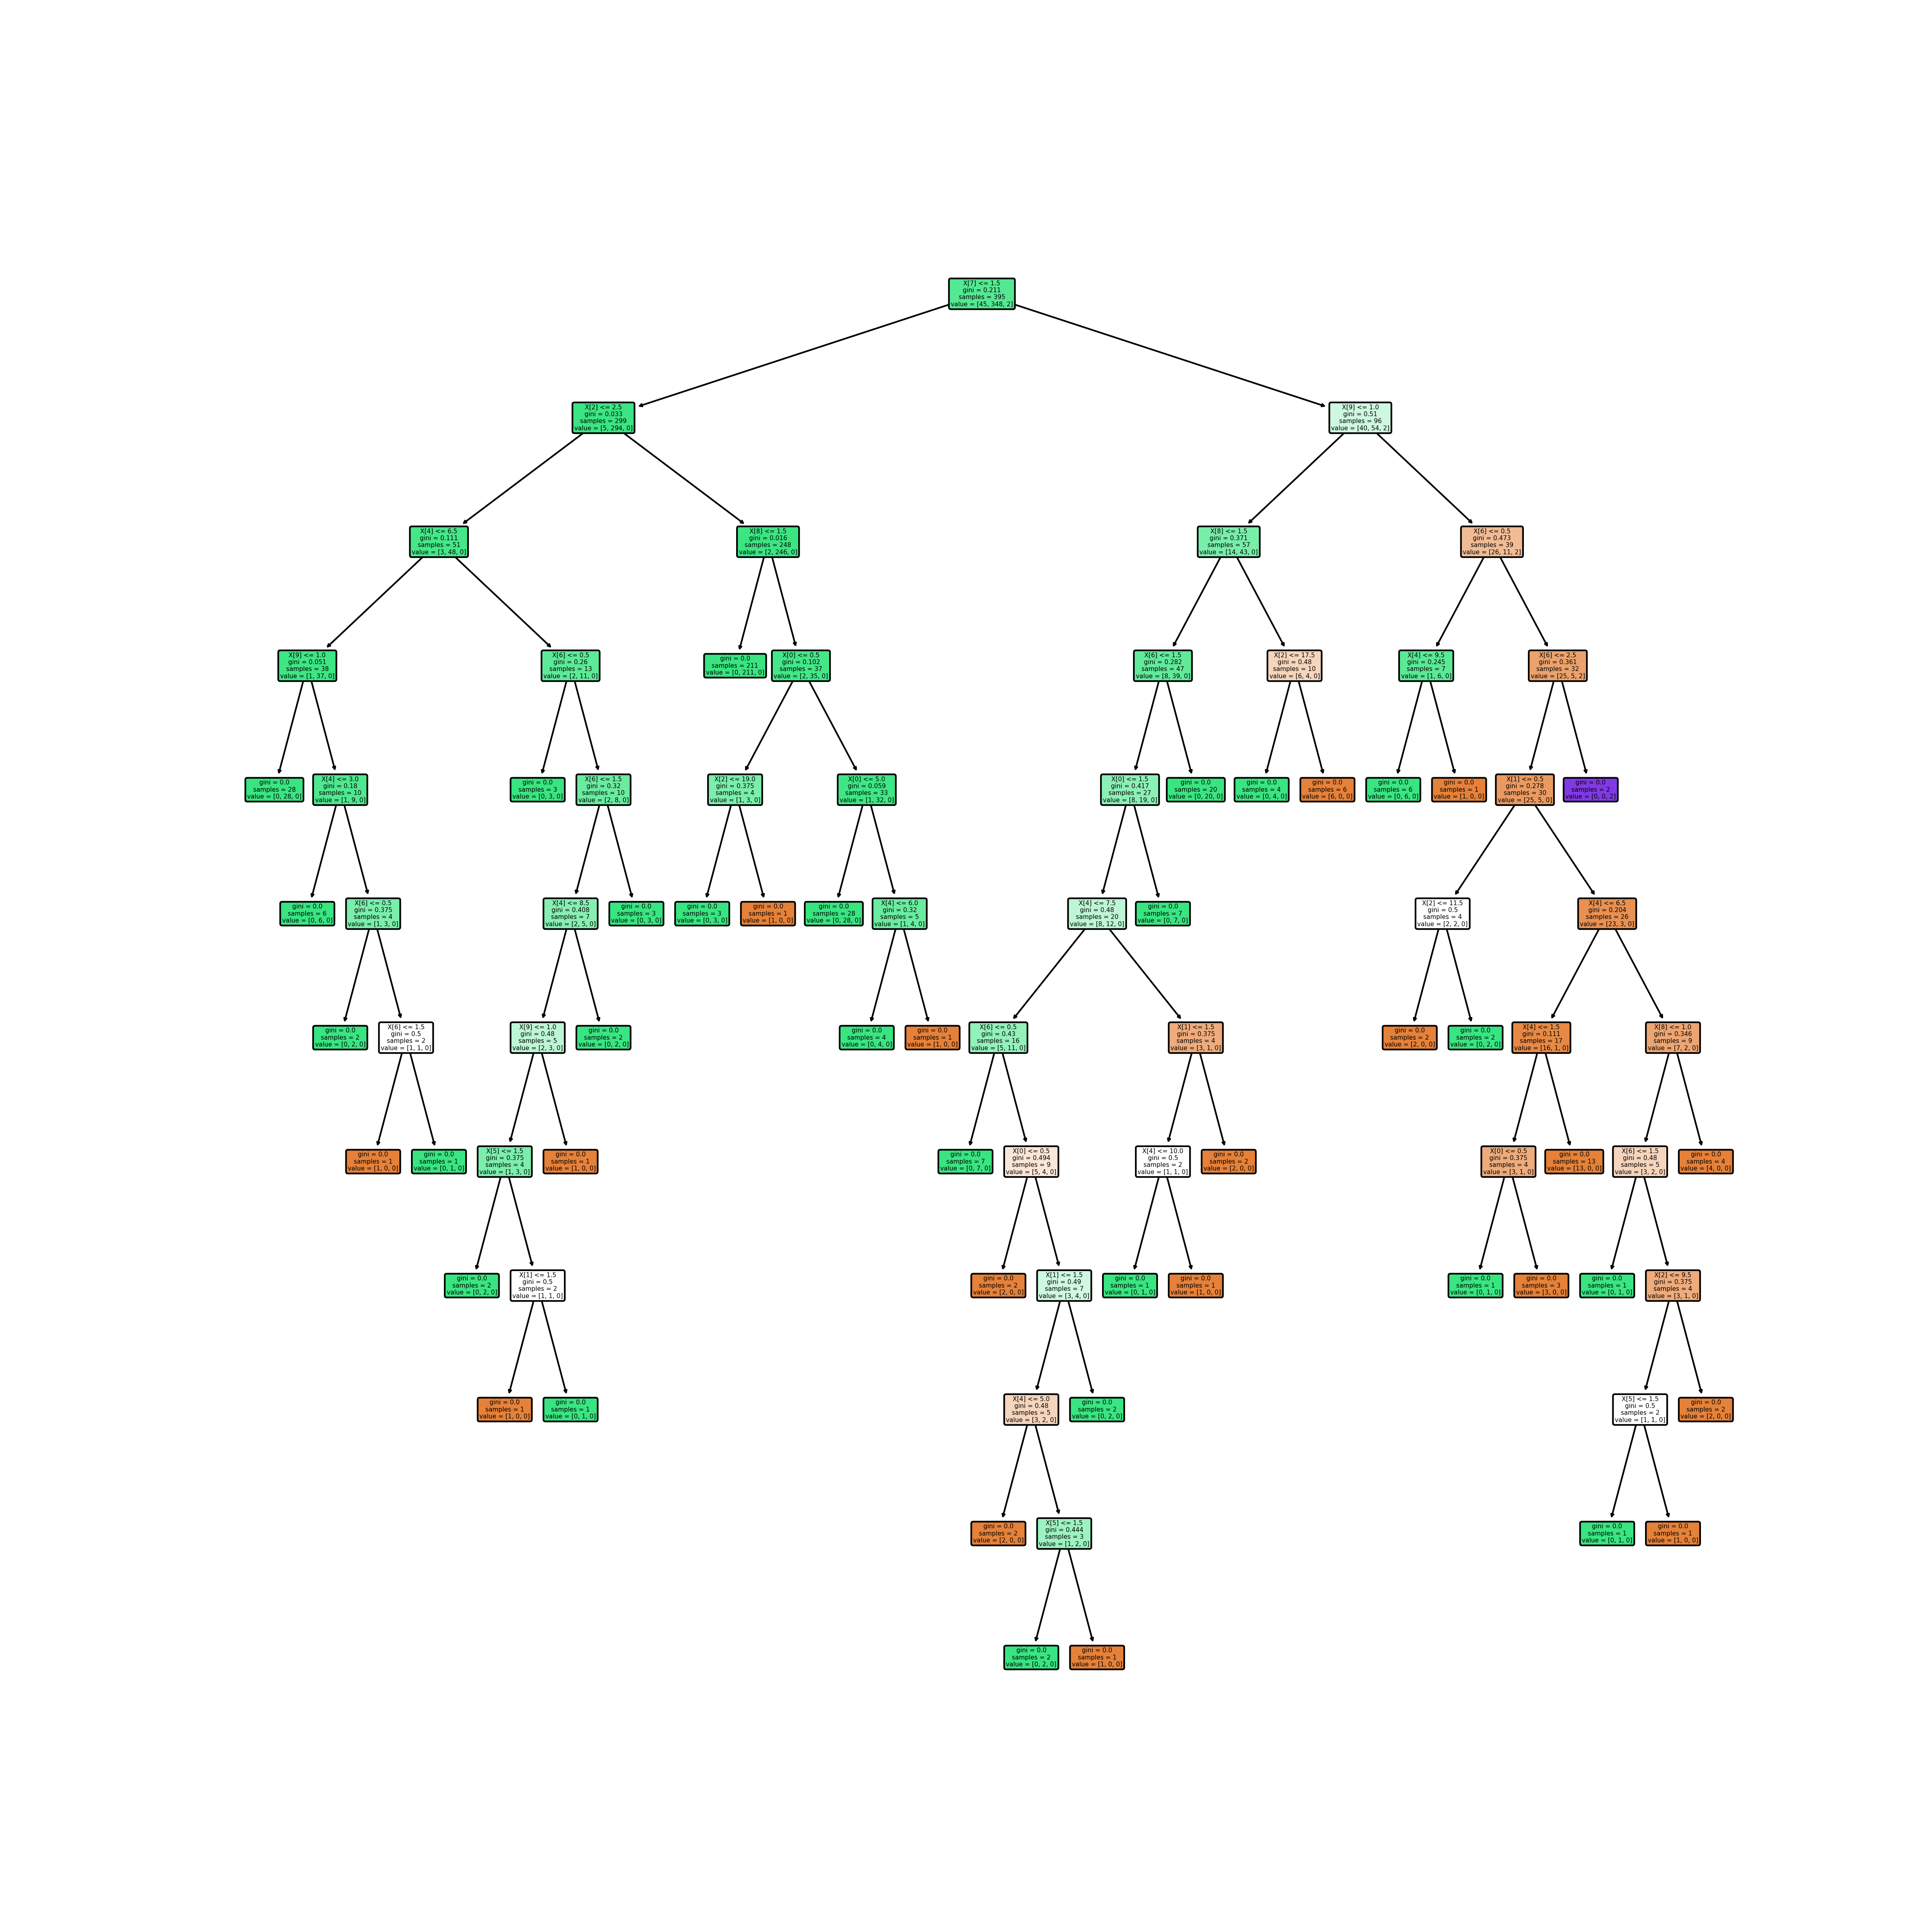 X[7] <= 1.5
gini = 0.211
samples = 395
value = [45, 348, 2]
X[2] <= 2.5
gini = 0.033
samples = 299
value = [5, 294, 0]
X[9] <= 1.0
gini = 0.51
samples = 96
value = [40, 54, 2]
X[4] <= 6.5
gini = 0.111
samples = 51
value = [3, 48, 0]
X[8] <= 1.5
gini = 0.016
samples = 248
value = [2, 246, 0]
X[8] <= 1.5
gini = 0.371
samples = 57
value = [14, 43, 0]
X[6] <= 0.5
gini = 0.473
samples = 39
value = [26, 11, 2]
X[9] <= 1.0
gini = 0.051
samples = 38
value = [1, 37, 0]
X[6] <= 0.5
gini = 0.26
samples = 13
value = [2, 11, 0]
gini = 0.0
samples = 211
value = [0, 211, 0]
X[0] <= 0.5
gini = 0.102
samples = 37
value = [2, 35, 0]
X[6] <= 1.5
gini = 0.282
samples = 47
value = [8, 39, 0]
X[2] <= 17.5
gini = 0.48
samples = 10
value = [6, 4, 0]
X[4] <= 9.5
gini = 0.245
samples = 7
value = [1, 6, 0]
X[6] <= 2.5
gini = 0.361
samples = 32
value = [25, 5, 2]
gini = 0.0
samples = 28
value = [0, 28, 0]
X[4] <= 3.0
gini = 0.18
samples = 10
value = [1, 9, 0]
gini = 0.0
samples = 3
value = [0, 3, 0]
X[6] <= 1.5
gini = 0.32
samples = 10
value = [2, 8, 0]
X[2] <= 19.0
gini = 0.375
samples = 4
value = [1, 3, 0]
X[0] <= 5.0
gini = 0.059
samples = 33
value = [1, 32, 0]
X[0] <= 1.5
gini = 0.417
samples = 27
value = [8, 19, 0]
gini = 0.0
samples = 20
value = [0, 20, 0]
gini = 0.0
samples = 4
value = [0, 4, 0]
gini = 0.0
samples = 6
value = [6, 0, 0]
gini = 0.0
samples = 6
value = [0, 6, 0]
gini = 0.0
samples = 1
value = [1, 0, 0]
X[1] <= 0.5
gini = 0.278
samples = 30
value = [25, 5, 0]
gini = 0.0
samples = 2
value = [0, 0, 2]
gini = 0.0
samples = 6
value = [0, 6, 0]
X[6] <= 0.5
gini = 0.375
samples = 4
value = [1, 3, 0]
X[4] <= 8.5
gini = 0.408
samples = 7
value = [2, 5, 0]
gini = 0.0
samples = 3
value = [0, 3, 0]
gini = 0.0
samples = 3
value = [0, 3, 0]
gini = 0.0
samples = 1
value = [1, 0, 0]
gini = 0.0
samples = 28
value = [0, 28, 0]
X[4] <= 6.0
gini = 0.32
samples = 5
value = [1, 4, 0]
X[4] <= 7.5
gini = 0.48
samples = 20
value = [8, 12, 0]
gini = 0.0
samples = 7
value = [0, 7, 0]
X[2] <= 11.5
gini = 0.5
samples = 4
value = [2, 2, 0]
X[4] <= 6.5
gini = 0.204
samples = 26
value = [23, 3, 0]
gini = 0.0
samples = 2
value = [0, 2, 0]
X[6] <= 1.5
gini = 0.5
samples = 2
value = [1, 1, 0]
X[9] <= 1.0
gini = 0.48
samples = 5
value = [2, 3, 0]
gini = 0.0
samples = 2
value = [0, 2, 0]
gini = 0.0
samples = 4
value = [0, 4, 0]
gini = 0.0
samples = 1
value = [1, 0, 0]
X[6] <= 0.5
gini = 0.43
samples = 16
value = [5, 11, 0]
X[1] <= 1.5
gini = 0.375
samples = 4
value = [3, 1, 0]
gini = 0.0
samples = 2
value = [2, 0, 0]
gini = 0.0
samples = 2
value = [0, 2, 0]
X[4] <= 1.5
gini = 0.111
samples = 17
value = [16, 1, 0]
X[8] <= 1.0
gini = 0.346
samples = 9
value = [7, 2, 0]
gini = 0.0
samples = 1
value = [1, 0, 0]
gini = 0.0
samples = 1
value = [0, 1, 0]
X[5] <= 1.5
gini = 0.375
samples = 4
value = [1, 3, 0]
gini = 0.0
samples = 1
value = [1, 0, 0]
gini = 0.0
samples = 7
value = [0, 7, 0]
X[0] <= 0.5
gini = 0.494
samples = 9
value = [5, 4, 0]
X[4] <= 10.0
gini = 0.5
samples = 2
value = [1, 1, 0]
gini = 0.0
samples = 2
value = [2, 0, 0]
X[0] <= 0.5
gini = 0.375
samples = 4
value = [3, 1, 0]
gini = 0.0
samples = 13
value = [13, 0, 0]
X[6] <= 1.5
gini = 0.48
samples = 5
value = [3, 2, 0]
gini = 0.0
samples = 4
value = [4, 0, 0]
gini = 0.0
samples = 2
value = [0, 2, 0]
X[1] <= 1.5
gini = 0.5
samples = 2
value = [1, 1, 0]
gini = 0.0
samples = 2
value = [2, 0, 0]
X[1] <= 1.5
gini = 0.49
samples = 7
value = [3, 4, 0]
gini = 0.0
samples = 1
value = [0, 1, 0]
gini = 0.0
samples = 1
value = [1, 0, 0]
gini = 0.0
samples = 1
value = [0, 1, 0]
gini = 0.0
samples = 3
value = [3, 0, 0]
gini = 0.0
samples = 1
value = [0, 1, 0]
X[2] <= 9.5
gini = 0.375
samples = 4
value = [3, 1, 0]
gini = 0.0
samples = 1
value = [1, 0, 0]
gini = 0.0
samples = 1
value = [0, 1, 0]
X[4] <= 5.0
gini = 0.48
samples = 5
value = [3, 2, 0]
gini = 0.0
samples = 2
value = [0, 2, 0]
X[5] <= 1.5
gini = 0.5
samples = 2
value = [1, 1, 0]
gini = 0.0
samples = 2
value = [2, 0, 0]
gini = 0.0
samples = 2
value = [2, 0, 0]
X[5] <= 1.5
gini = 0.444
samples = 3
value = [1, 2, 0]
gini = 0.0
samples = 1
value = [0, 1, 0]
gini = 0.0
samples = 1
value = [1, 0, 0]
gini = 0.0
samples = 2
value = [0, 2, 0]
gini = 0.0
samples = 1
value = [1, 0, 0]